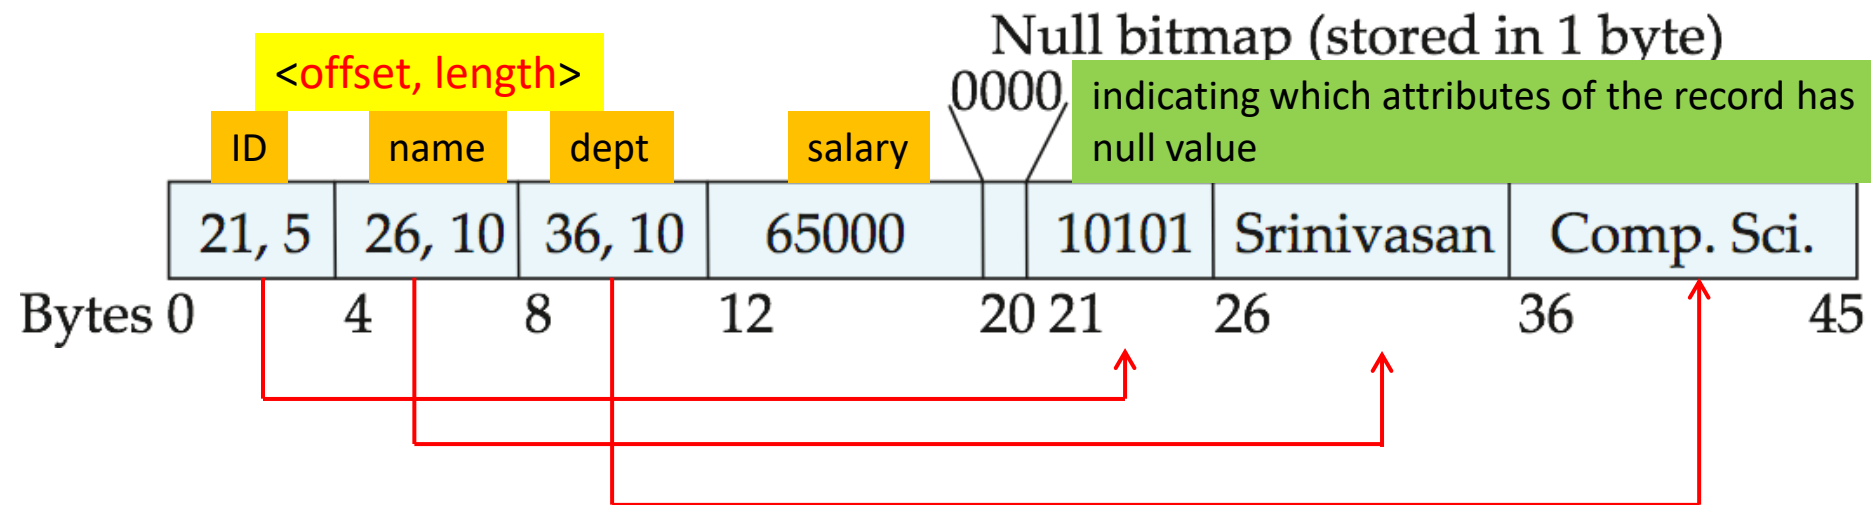 Null bitmap (stored in 1 byte)
<offset, length>
0000
indicating which attributes of the record has
null value
ID name dept salary
21, 5 26, 10 36, 10 65000 10101 Srinivasan Comp. Sci.
Bytes 0 4 8 12 20 21 26 36 45